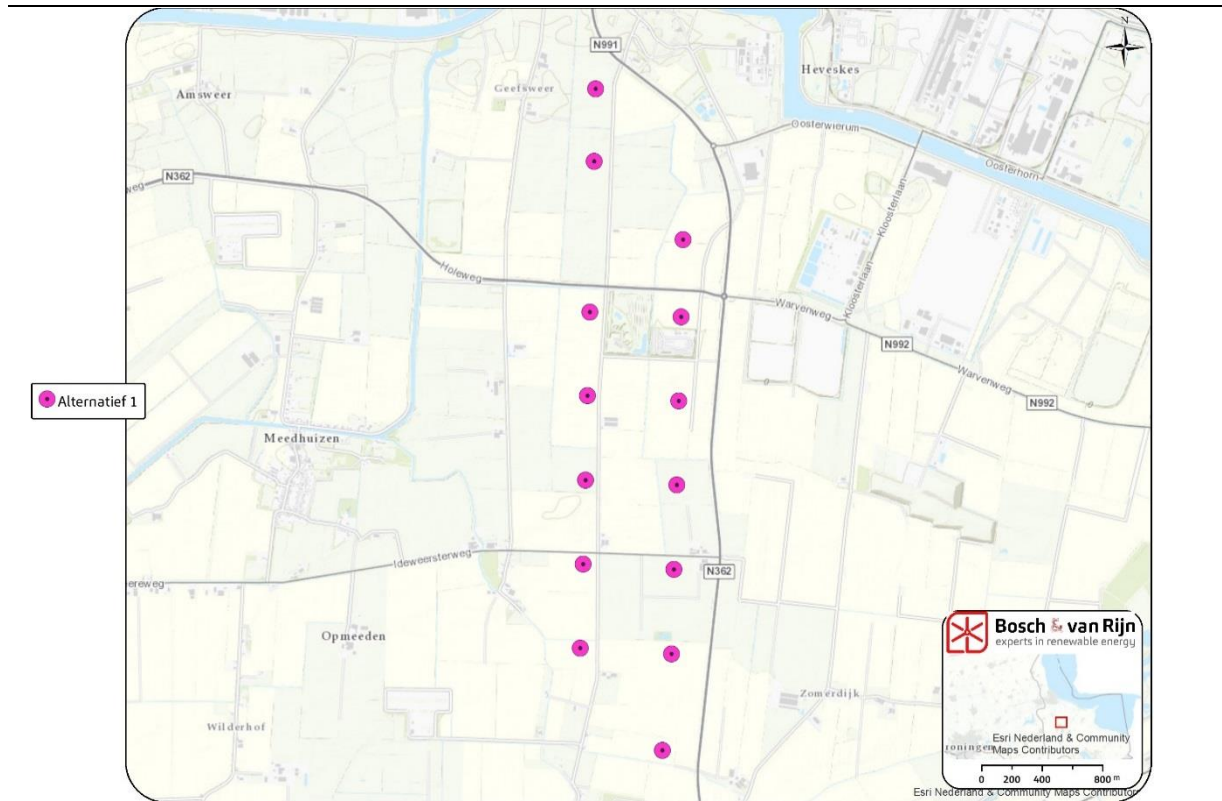 N991
N
Heveskes
Amsweer
Geefsweer
Oosterwierum
Oosterhorn
weg
N362
Kloosterlaan
Kloosterlaan
Holeweg
Warvenweg
N992
Warvenweg
N992
Alternatief 1
Meedhuizen
Ideweersterweg
N362
ereweg
Opmeeden
Zomerdijk
Wilderhof
Bosch & van Rijn
experts in renewable energy
roningen
Esri Nederland & Community
Maps Contributors
0 200 400 800 m
Esri Nederland & Community Maps Contributors